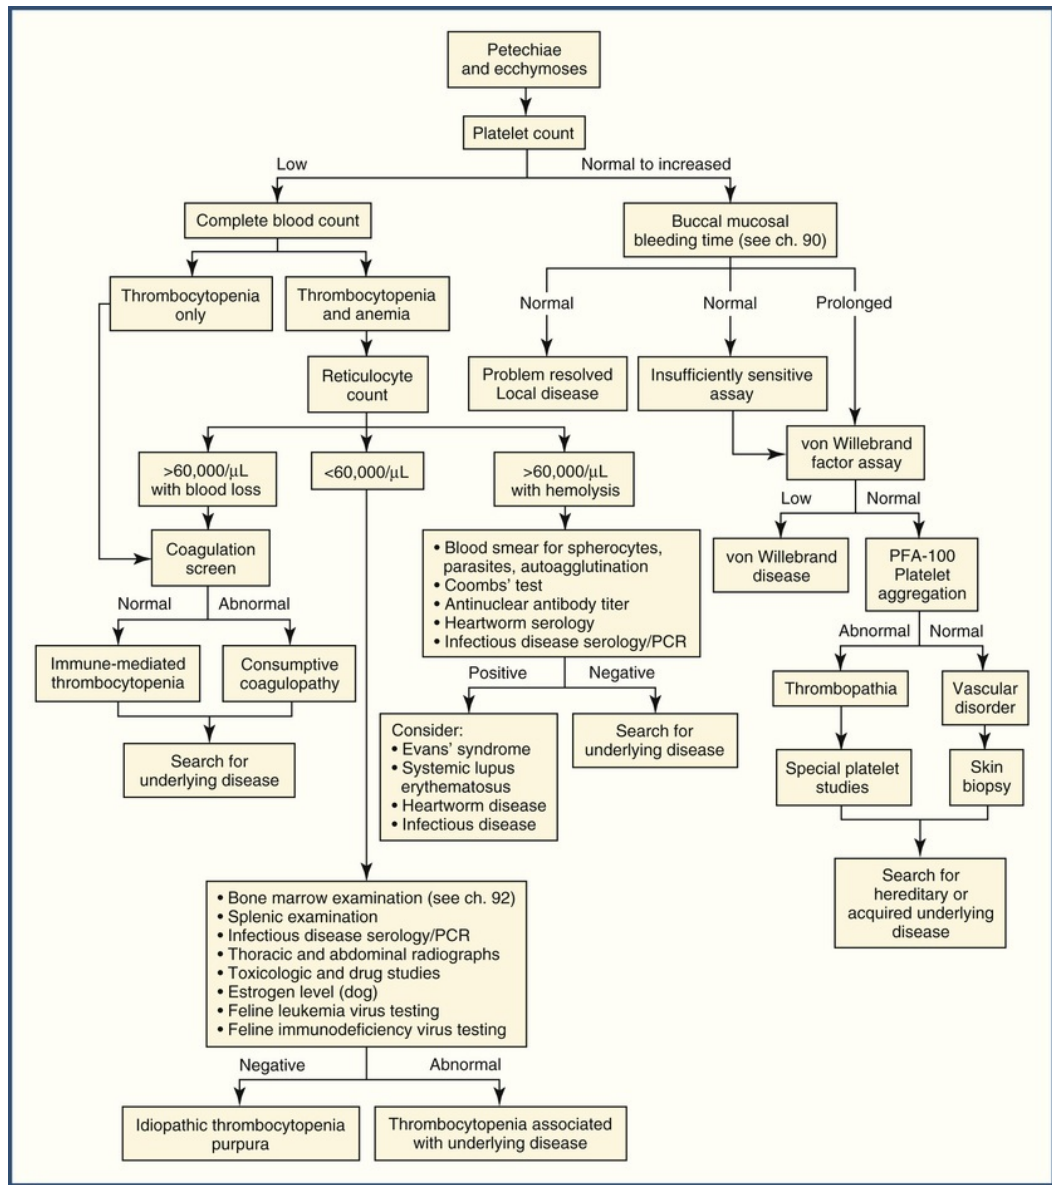 Petechiae
and ecchymoses
Platelet count
Low
Normal to increased
Complete blood count
Buccal mucosal
bleeding time (see ch. 90)
Thrombocytopenia
only
Thrombocytopenia
and anemia
Normal
Normal
Prolonged
Reticulocyte
count
Problem resolved
Local disease
Insufficiently sensitive
assay
von Willebrand
factor assay
>60,000/μL
with blood loss
<60,000/μL
>60,000/μL
with hemolysis
Low
Normal
Coagulation
screen
• Blood smear for spherocytes,
parasites, autoagglutination
• Coombs' test
• Antinuclear antibody titer
• Heartworm serology
• Infectious disease serology/PCR
von Willebrand
disease
PFA-100
Platelet
aggregation
Normal
Abnormal
Abnormal
Normal
Immune-mediated
thrombocytopenia
Consumptive
coagulopathy
Positive
Negative
Thrombopathia
Vascular
disorder
Search for
underlying disease
Consider:
• Evans' syndrome
• Systemic lupus
erythematosus
• Heartworm disease
• Infectious disease
Search for
underlying disease
Special platelet
studies
Skin
biopsy
Search for
hereditary or
acquired underlying
disease
• Bone marrow examination (see ch. 92)
• Splenic examination
• Infectious disease serology/PCR
• Thoracic and abdominal radiographs
• Toxicologic and drug studies
• Estrogen level (dog)
• Feline leukemia virus testing
• Feline immunodeficiency virus testing
Negative
Abnormal
Idiopathic thrombocytopenia
purpura
Thrombocytopenia associated
with underlying disease